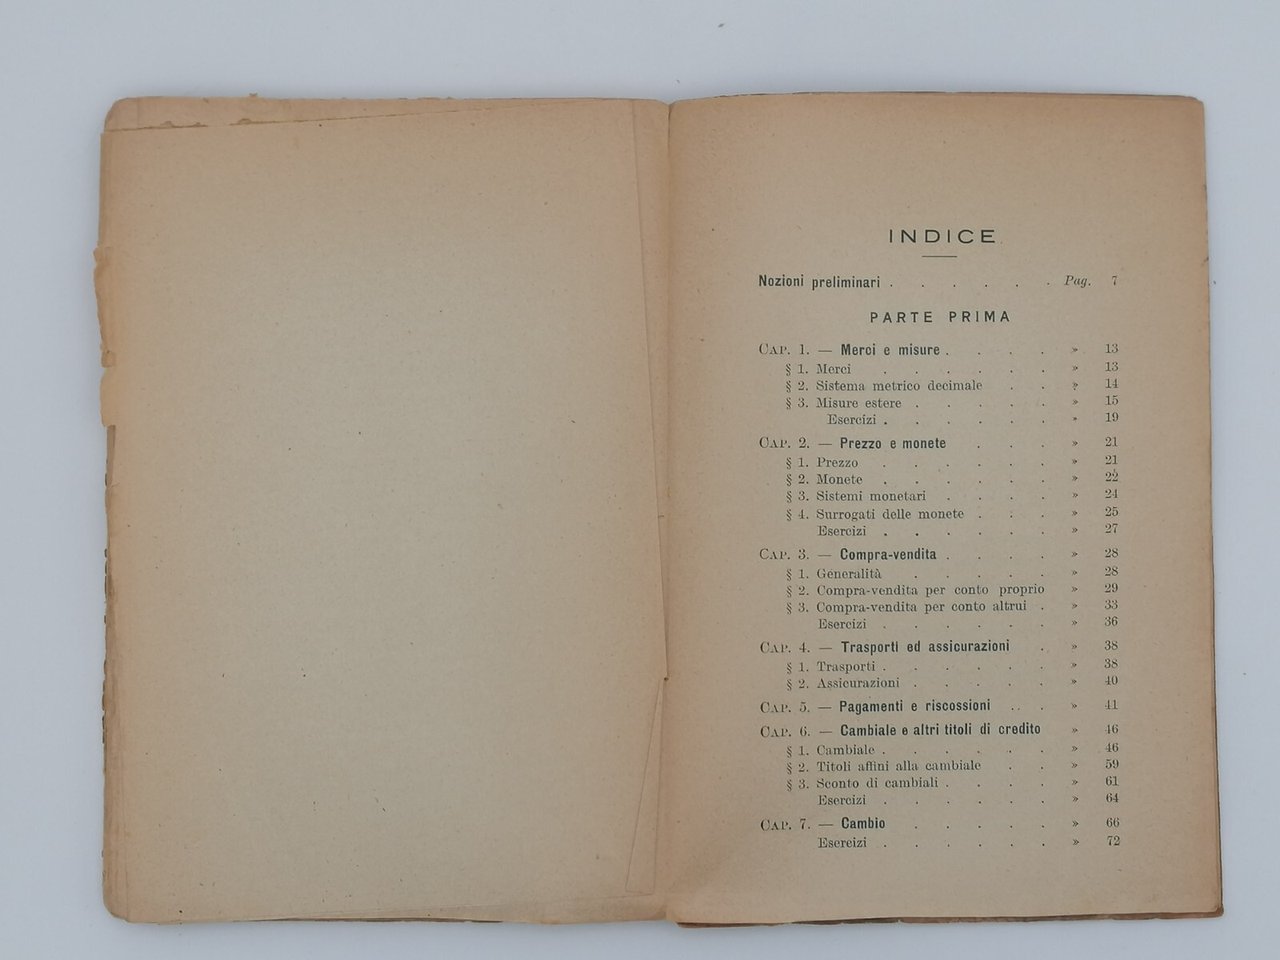 INDICE
Nozioni preliminari . . . . . . Pag. 7
PARTE PRIMA
CAP. 1. — Merci e misure . . . . » 13
§ 1. Merci . . . . . . » 13
§ 2. Sistema metrico decimale . . » 14
§ 3. Misure estere . . . . . » 15
Esercizi . . . . . . » 19
CAP. 2. — Prezzo e monete . . . » 21
§ 1. Prezzo . . . . . . » 21
§ 2. Monete . . . . . . » 22
§ 3. Sistemi monetari . . . . » 24
§ 4. Surrogati delle monete . . . » 25
Esercizi . . . . . . » 27
CAP. 3. — Compra-vendita . . . . » 28
§ 1. Generalità . . . . . » 28
§ 2. Compra-vendita per conto proprio » 29
§ 3. Compra-vendita per conto altrui . » 33
Esercizi . . . . . . » 36
CAP. 4. — Trasporti ed assicurazioni . » 38
§ 1. Trasporti . . . . . . » 38
§ 2. Assicurazioni . . . . . » 40
CAP. 5. — Pagamenti e riscossioni . . . » 41
CAP. 6. — Cambiale e altri titoli di credito » 46
§ 1. Cambiale . . . . . . » 46
§ 2. Titoli affini alla cambiale . . » 59
§ 3. Sconto di cambiali . . . . » 61
Esercizi . . . . . . » 64
CAP. 7. — Cambio . . . . . » 66
Esercizi . . . . . . » 72